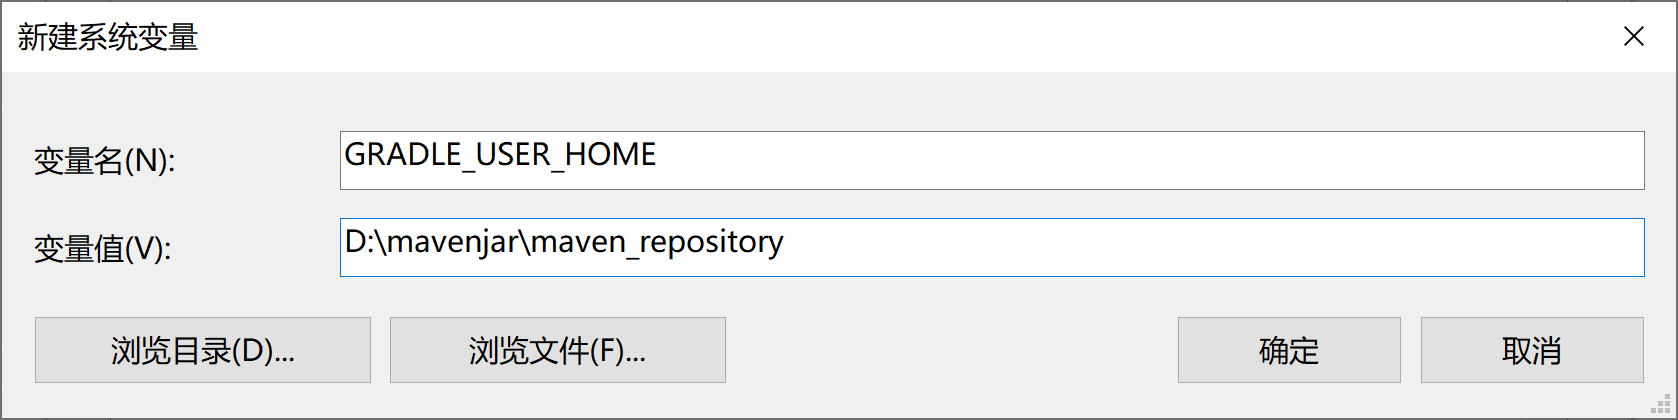 新建系统变量
变量名(N):
GRADLE_USER_HOME
变量值(V):
D:\mavenjar\maven_repository
浏览目录(D)...
浏览文件(F)...
确定
取消